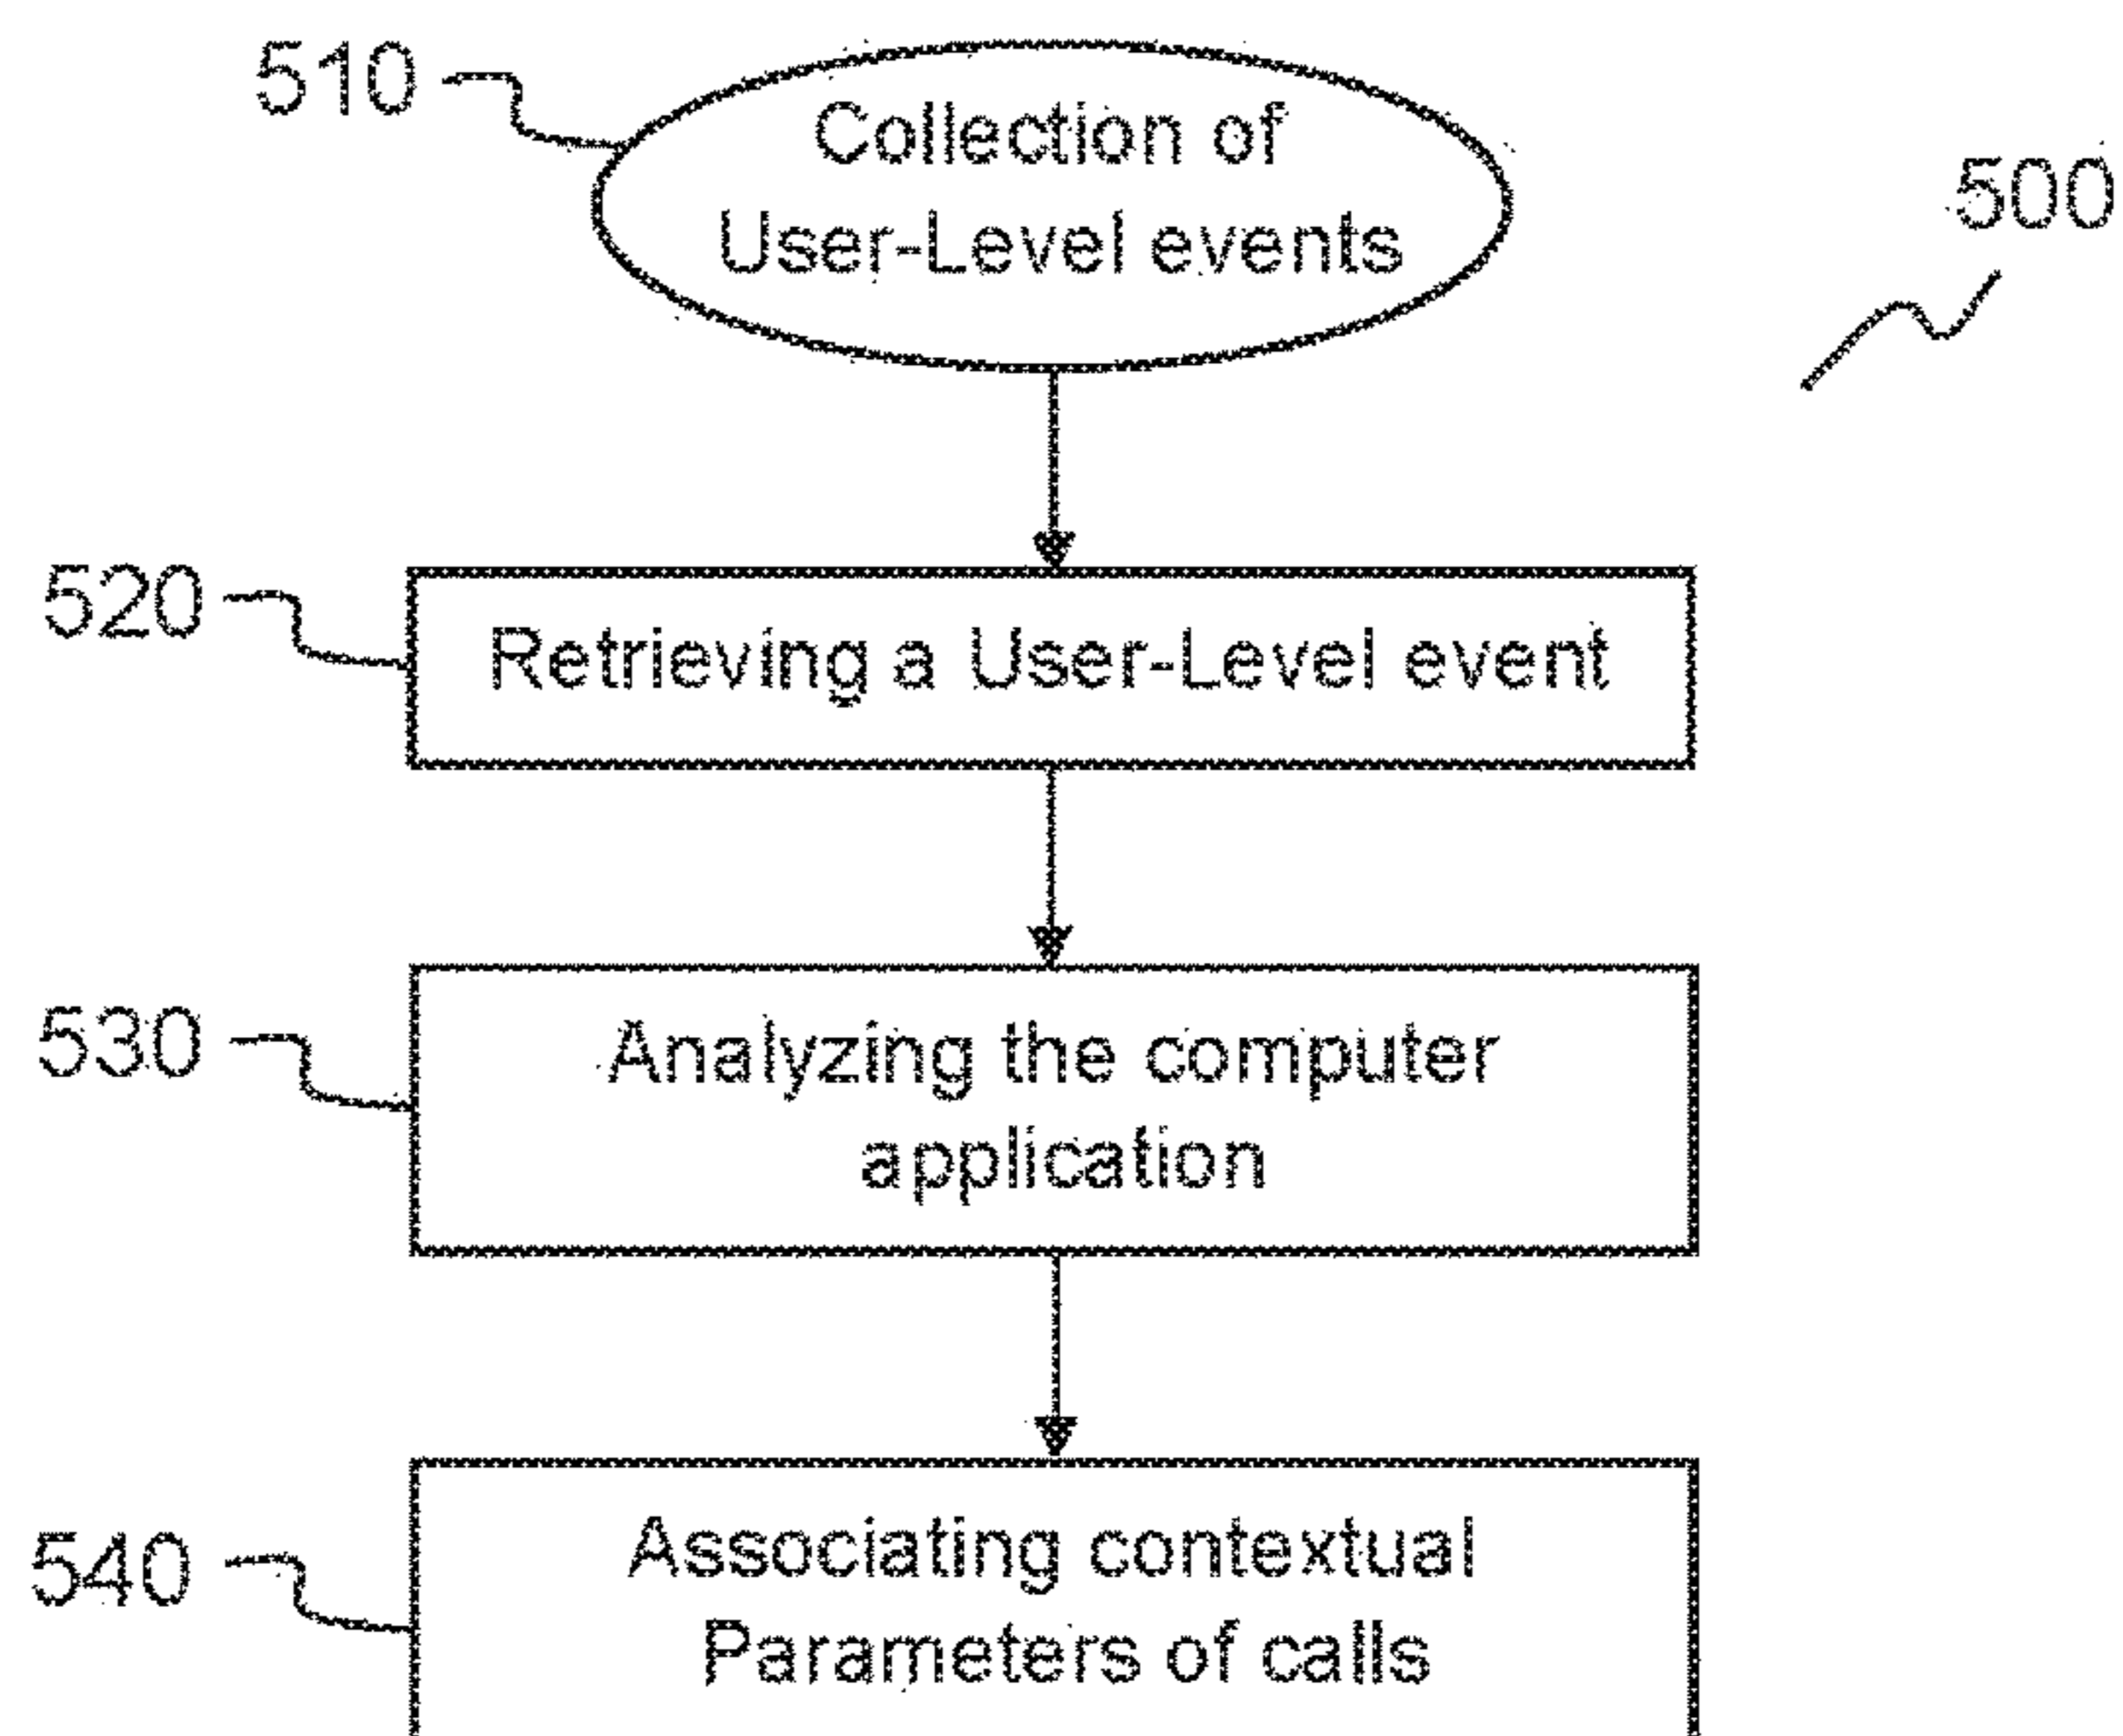 510
Collection of
User-Level events
500
520
Retrieving a User-Level event
530
Analyzing the computer
application
540
Associating contextual
Parameters of calls